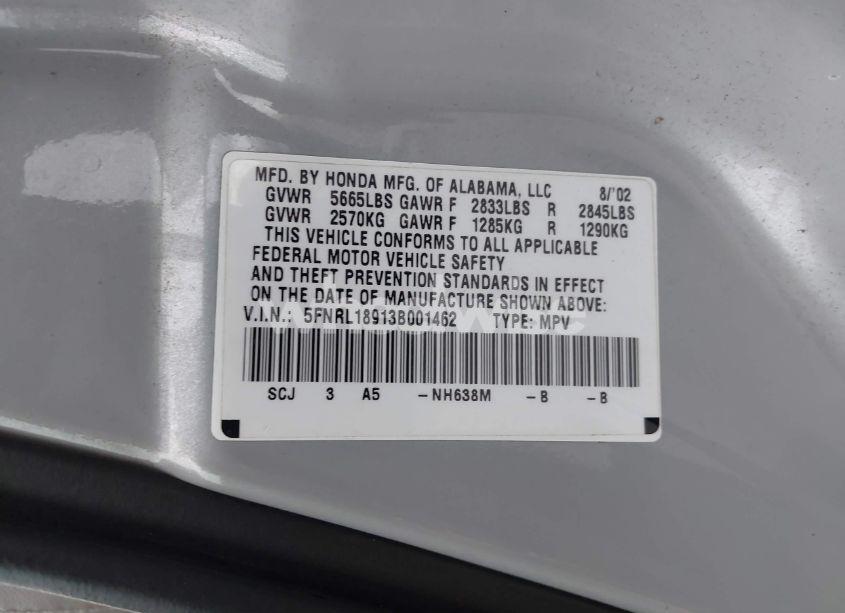 MFD. BY HONDA MFG. OF ALABAMA, LLC 8/'02
GVWR 5665LBS GAWR F 2833LBS R 2845LBS
GVWR 2570KG GAWR F 1285KG R 1290KG
THIS VEHICLE CONFORMS TO ALL APPLICABLE
FEDERAL MOTOR VEHICLE SAFETY
AND THEFT PREVENTION STANDARDS IN EFFECT
ON THE DATE OF MANUFACTURE SHOWN ABOVE:
V.I.N.: 5FNRL18913B001462 TYPE: MPV
SCJ 3 A5 -NH638M -B -B